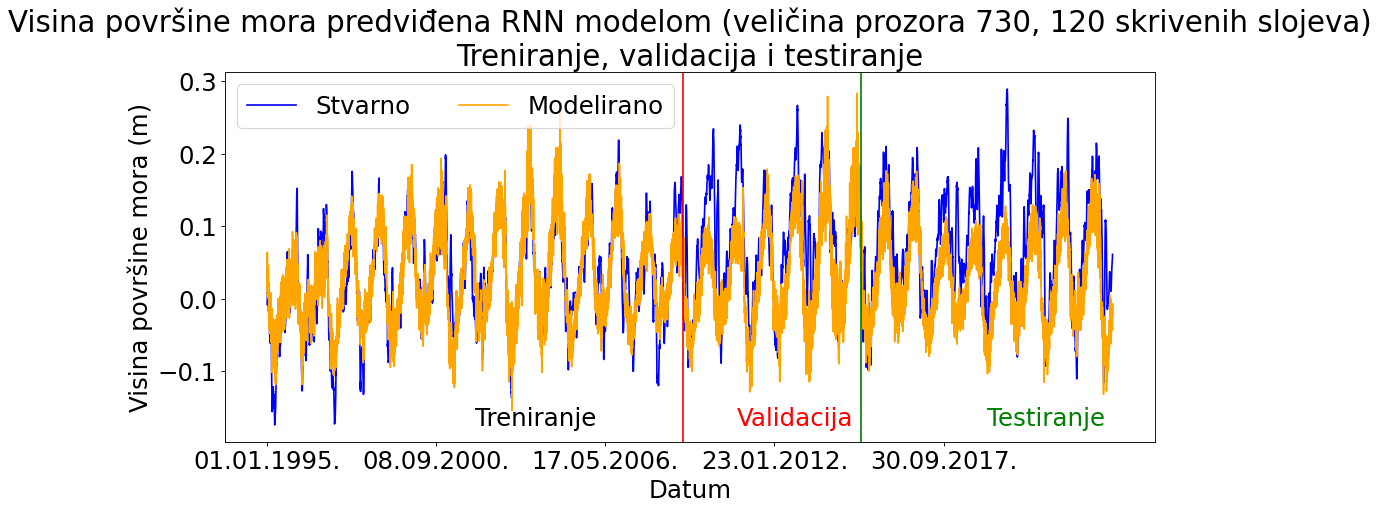 Visina površine mora predviđena RNN modelom (veličina prozora 730, 120 skrivenih slojeva)
Treniranje, validacija i testiranje
Stvarno Modelirano
Visina površine mora (m)
0.3
0.2
0.1
0.0
−0.1
Treniranje Validacija Testiranje
01.01.1995. 08.09.2000. 17.05.2006. 23.01.2012. 30.09.2017.
Datum